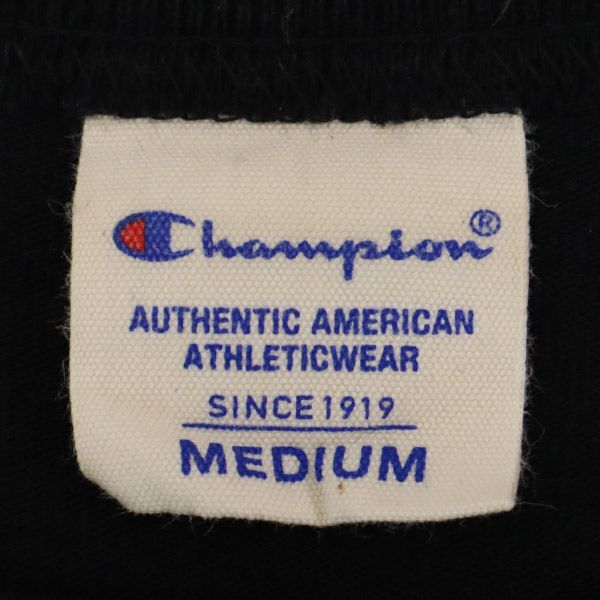 Champion®
AUTHENTIC AMERICAN
ATHLETICWEAR
SINCE 1919
MEDIUM